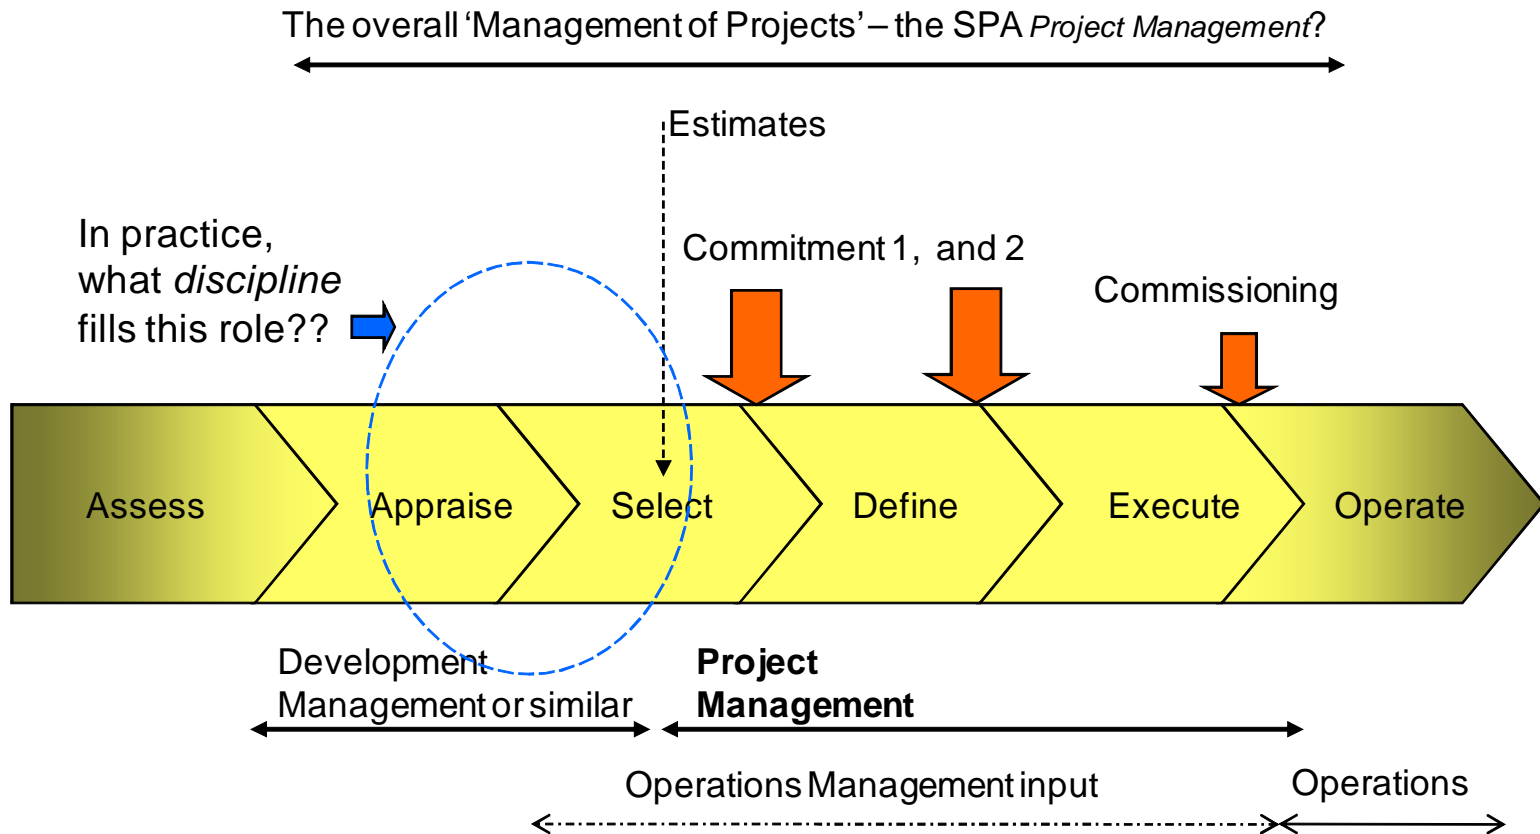 The overall ‘Management of Projects’ – the SPA Project Management?
Estimates
In practice,
what discipline
fills this role??
Commitment 1, and 2
Commissioning
Assess
Appraise
Select
Define
Execute
Operate
Development
Management or similar
Project
Management
Operations Management input
Operations